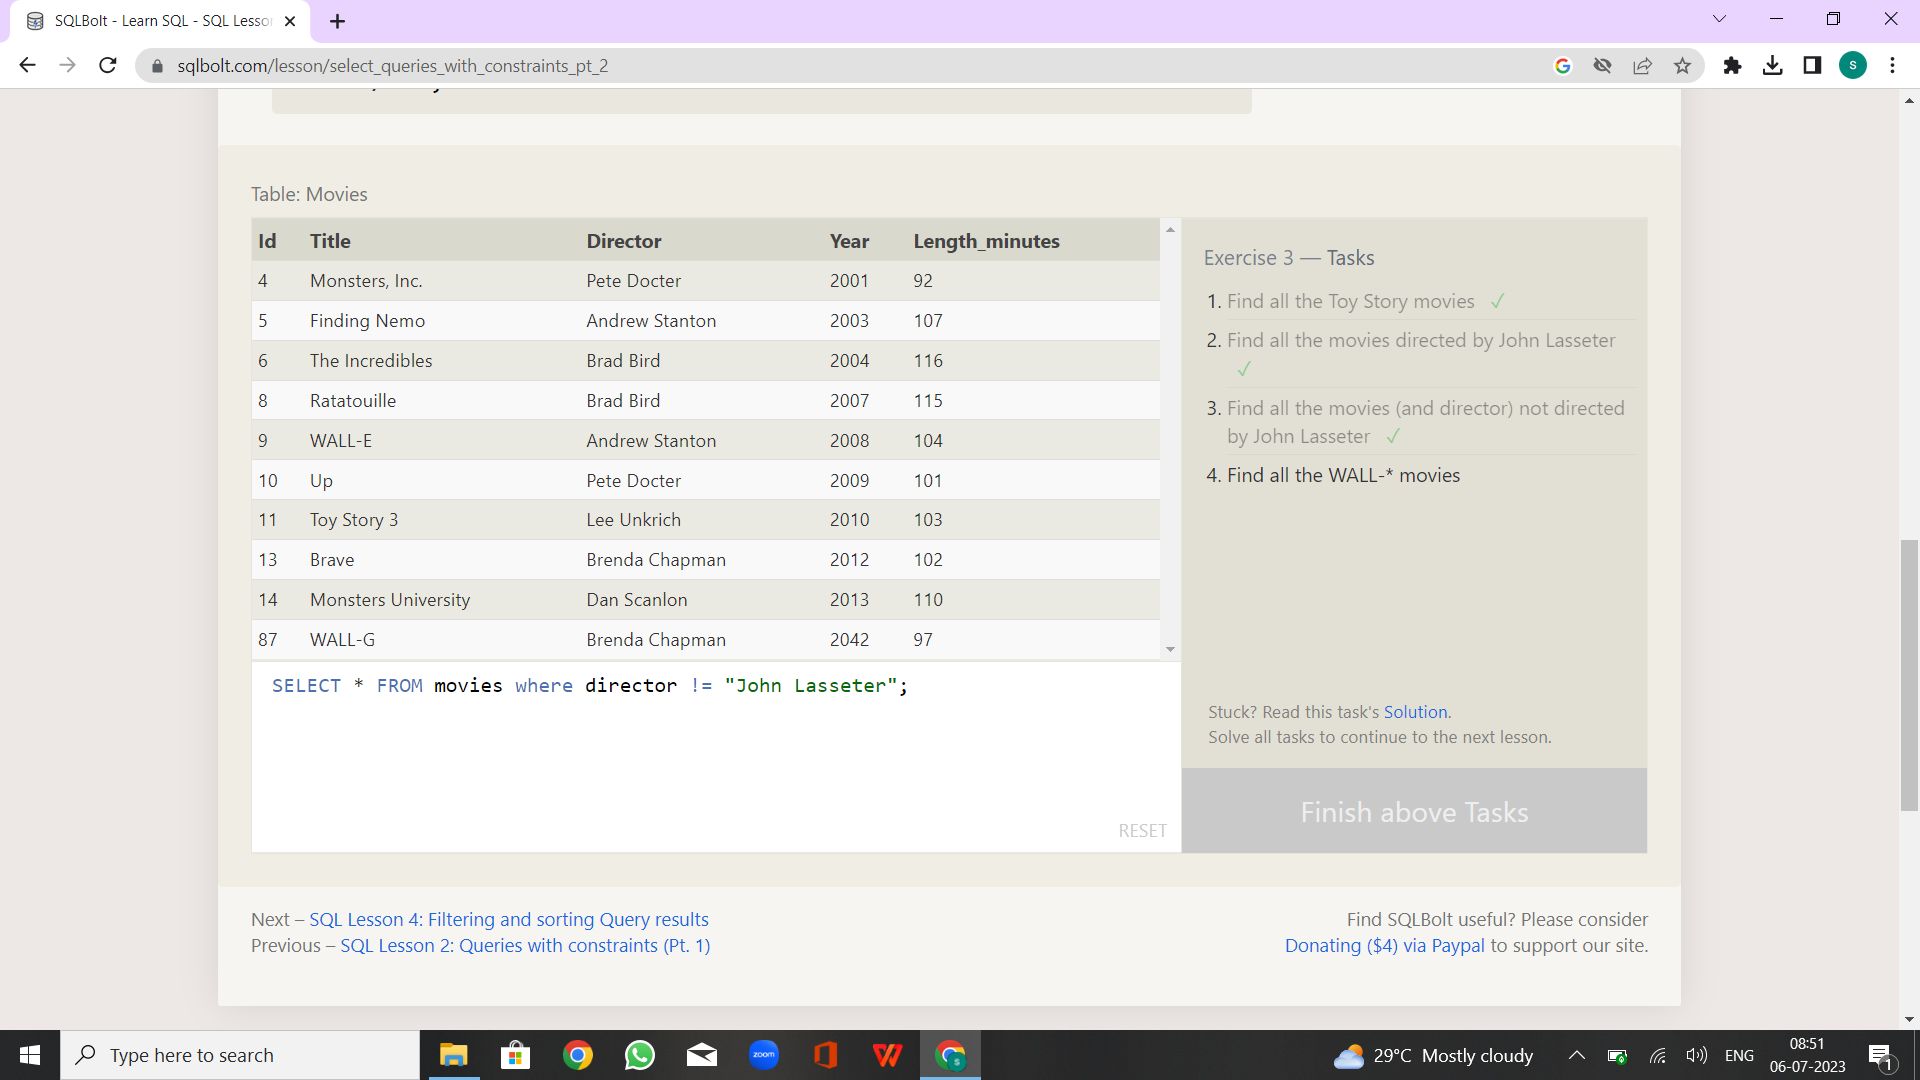 SQLBolt - Learn SQL - SQL Lesson
sqlbolt.com/lesson/select_queries_with_constraints_pt_2
S
Table: Movies
Id Title Director Year Length_minutes
4 Monsters, Inc. Pete Docter 2001 92
5 Finding Nemo Andrew Stanton 2003 107
6 The Incredibles Brad Bird 2004 116
8 Ratatouille Brad Bird 2007 115
9 WALL-E Andrew Stanton 2008 104
10 Up Pete Docter 2009 101
11 Toy Story 3 Lee Unkrich 2010 103
13 Brave Brenda Chapman 2012 102
14 Monsters University Dan Scanlon 2013 110
87 WALL-G Brenda Chapman 2042 97
SELECT * FROM movies where director != "John Lasseter";
RESET
Exercise 3 — Tasks
1. Find all the Toy Story movies ✓
2. Find all the movies directed by John Lasseter
✓
3. Find all the movies (and director) not directed
by John Lasseter ✓
4. Find all the WALL-* movies
Stuck? Read this task's Solution.
Solve all tasks to continue to the next lesson.
Finish above Tasks
Next – SQL Lesson 4: Filtering and sorting Query results
Previous – SQL Lesson 2: Queries with constraints (Pt. 1)
Find SQLBolt useful? Please consider
Donating ($4) via Paypal to support our site.
Type here to search
zoom
29°C Mostly cloudy
ENG
08:51
06-07-2023
1